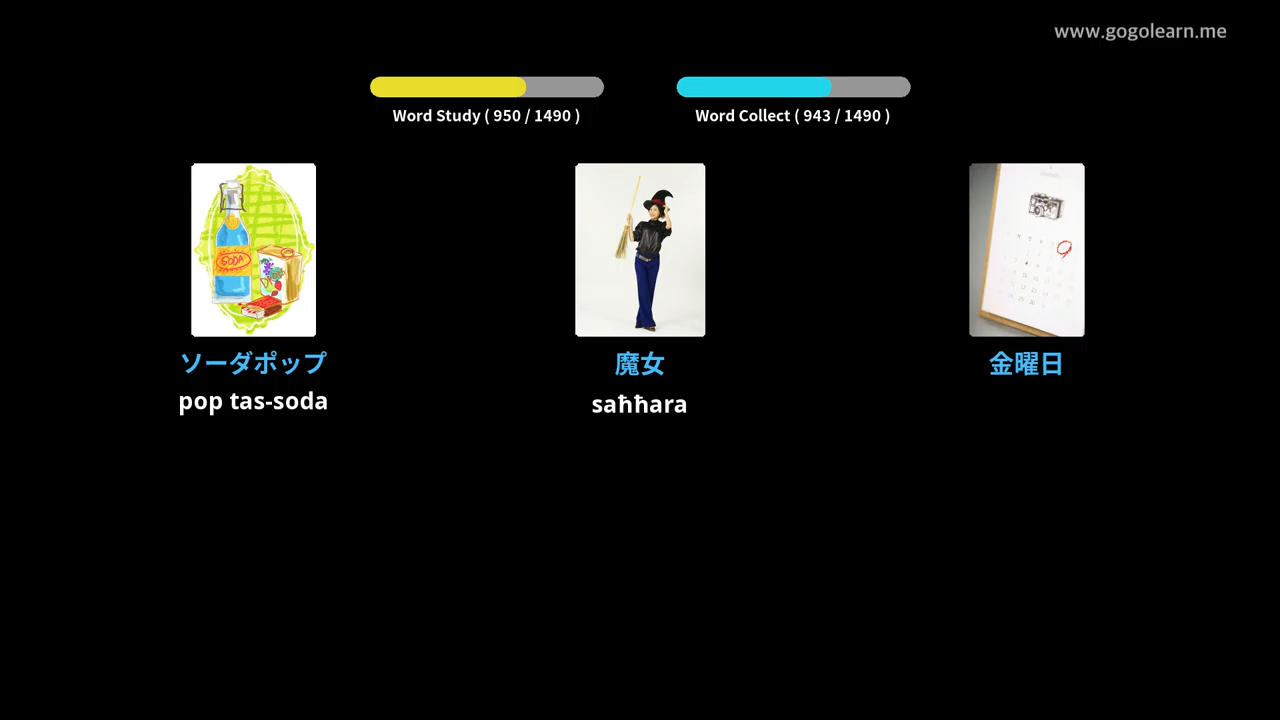 www.gogolearn.me
Word Study ( 950 / 1490 )
Word Collect ( 943 / 1490 )
SODA
ソーダポップ
pop tas-soda
魔女
saħħara
金曜日